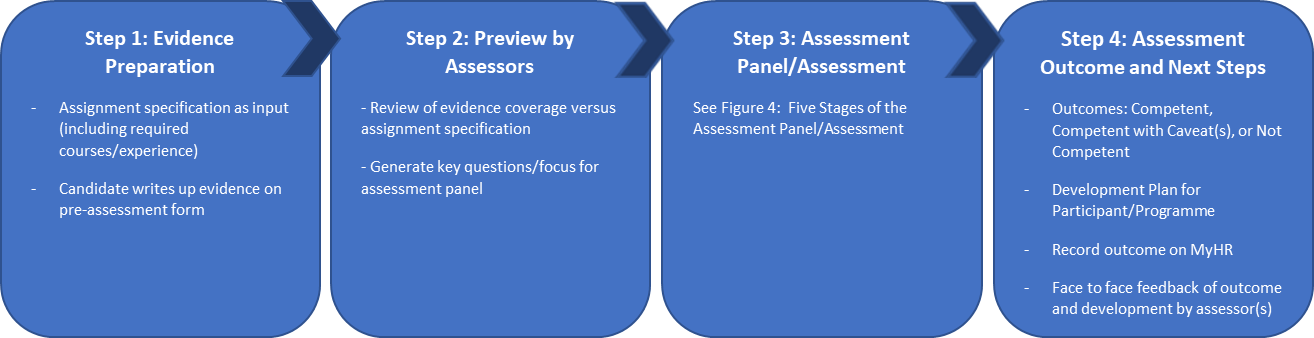 Step 1: Evidence
Preparation
- Assignment specification as input
(including required
courses/experience)
- Candidate writes up evidence on
pre-assessment form
Step 2: Preview by
Assessors
- Review of evidence coverage versus
assignment specification
- Generate key questions/focus for
assessment panel
Step 3: Assessment
Panel/Assessment
See Figure 4:  Five Stages of the
Assessment Panel/Assessment
Step 4: Assessment
Outcome and Next Steps
- Outcomes: Competent,
Competent with Caveat(s), or Not
Competent
- Development Plan for
Participant/Programme
- Record outcome on MyHR
- Face to face feedback of outcome
and development by assessor(s)